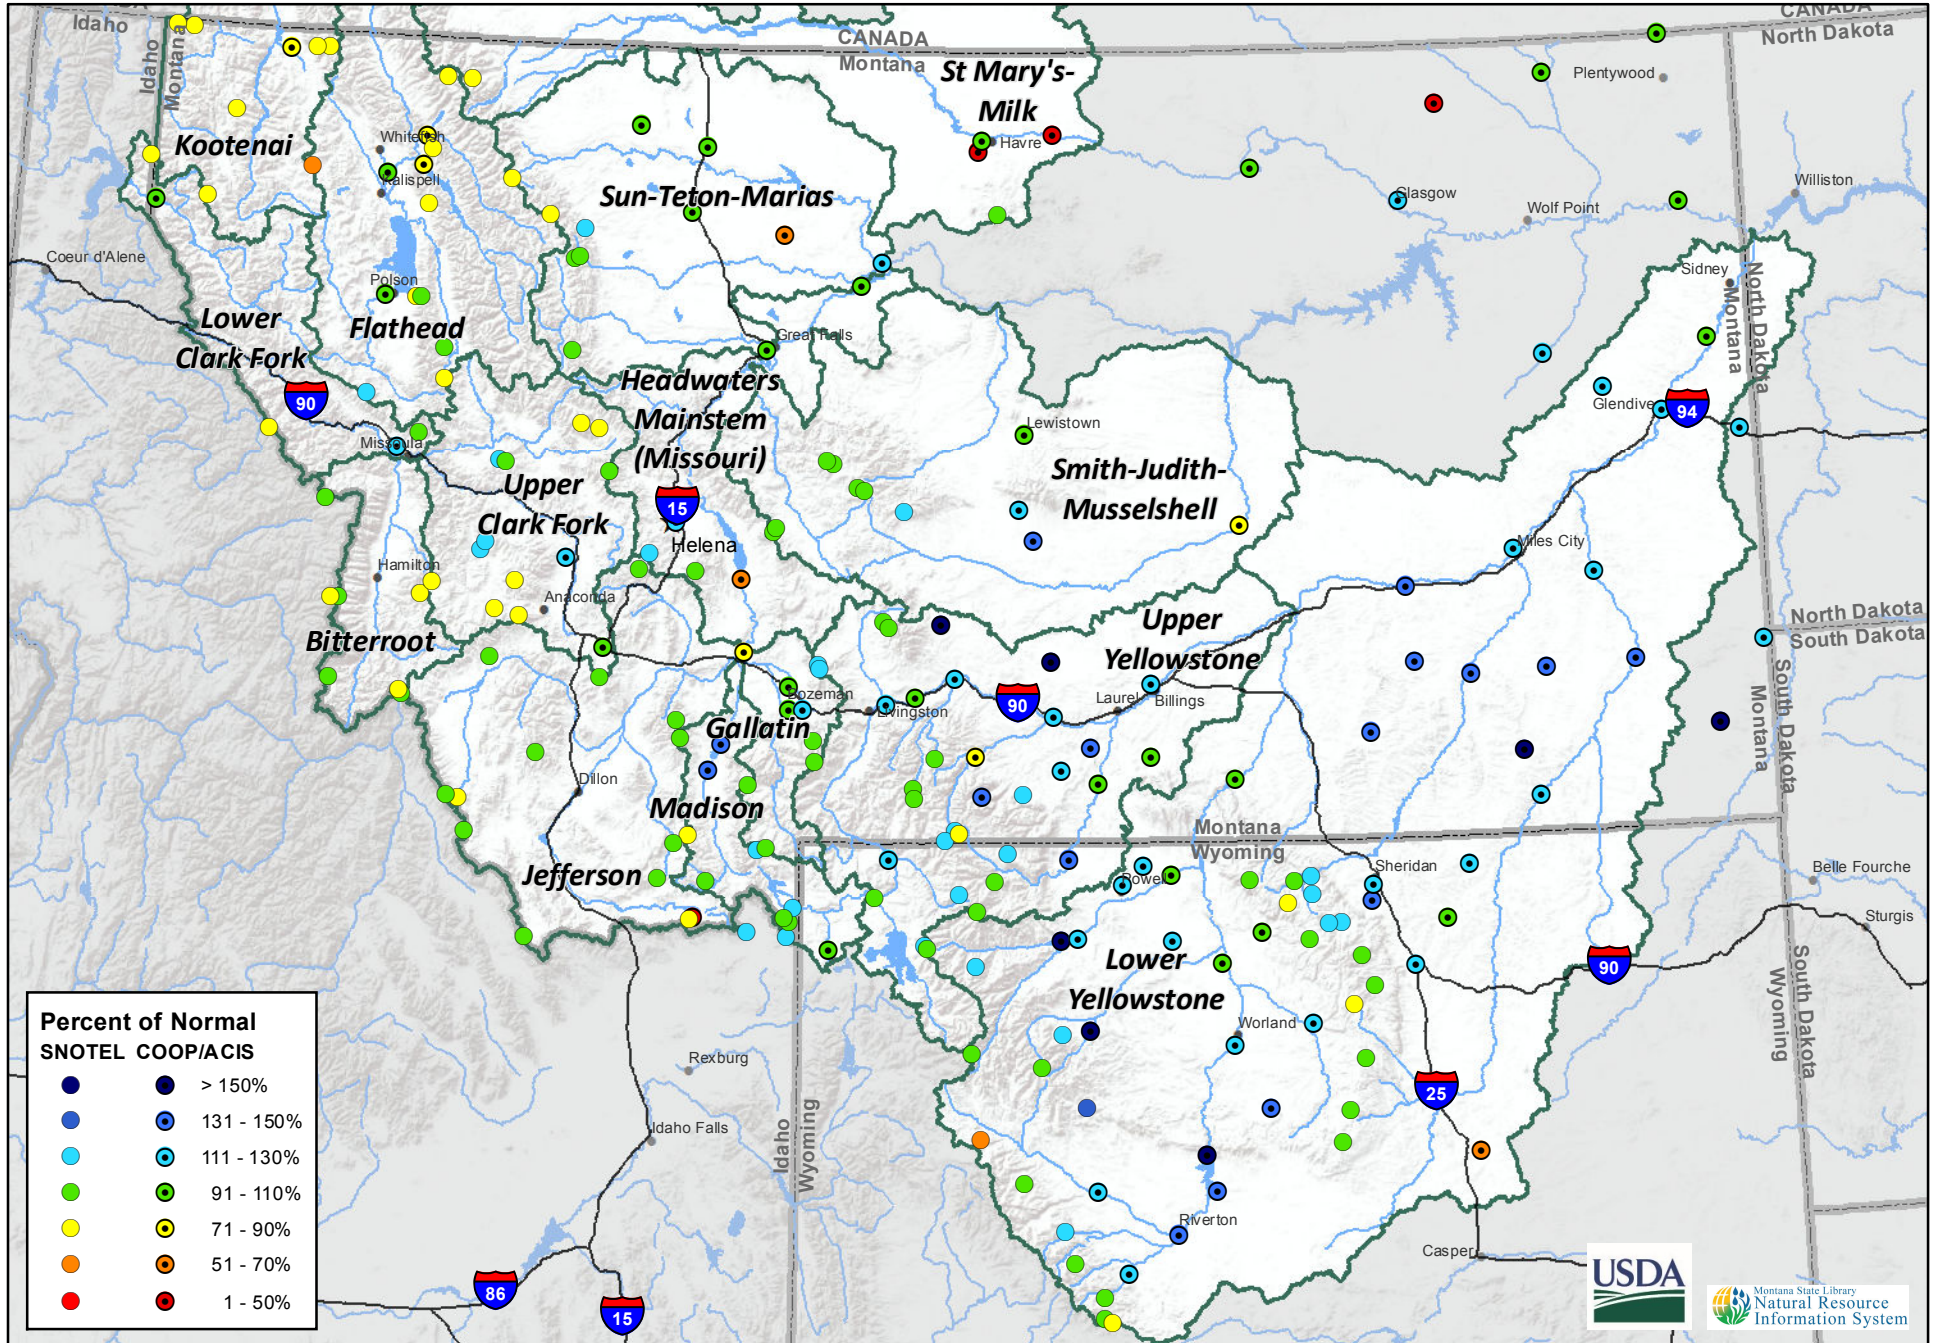 Idaho
CANADA
North Dakota
CANADA
Montana
Idaho
Montana
St Mary's-
Milk
Plentywood
Kootenai
Whitefish
Havre
Kalispell
Sun-Teton-Marias
Glasgow
Wolf Point
Williston
Coeur d'Alene
Polson
Sidney
North Dakota
Montana
Lower
Clark Fork
Flathead
Great Falls
90
Headwaters
Mainstem
(Missouri)
Glendive
94
Lewistown
Missoula
Upper
Clark Fork
15
Helena
Smith-Judith-
Musselshell
Miles City
Hamilton
Anaconda
Bitterroot
Upper
Yellowstone
North Dakota
South Dakota
Bozeman
Livingston
90
Laurel
Billings
Gallatin
South Dakota
Montana
Dillon
Madison
Montana
Wyoming
Jefferson
Powell
Sheridan
Belle Fourche
Sturgis
Lower
Yellowstone
90
South Dakota
Wyoming
Worland
Rexburg
25
Idaho Falls
Idaho
Wyoming
Riverton
Casper
86
15
Percent of Normal
SNOTEL COOP/ACIS
> 150%
131 - 150%
111 - 130%
91 - 110%
71 - 90%
51 - 70%
1 - 50%
USDA
Montana State Library
Natural Resource
Information System